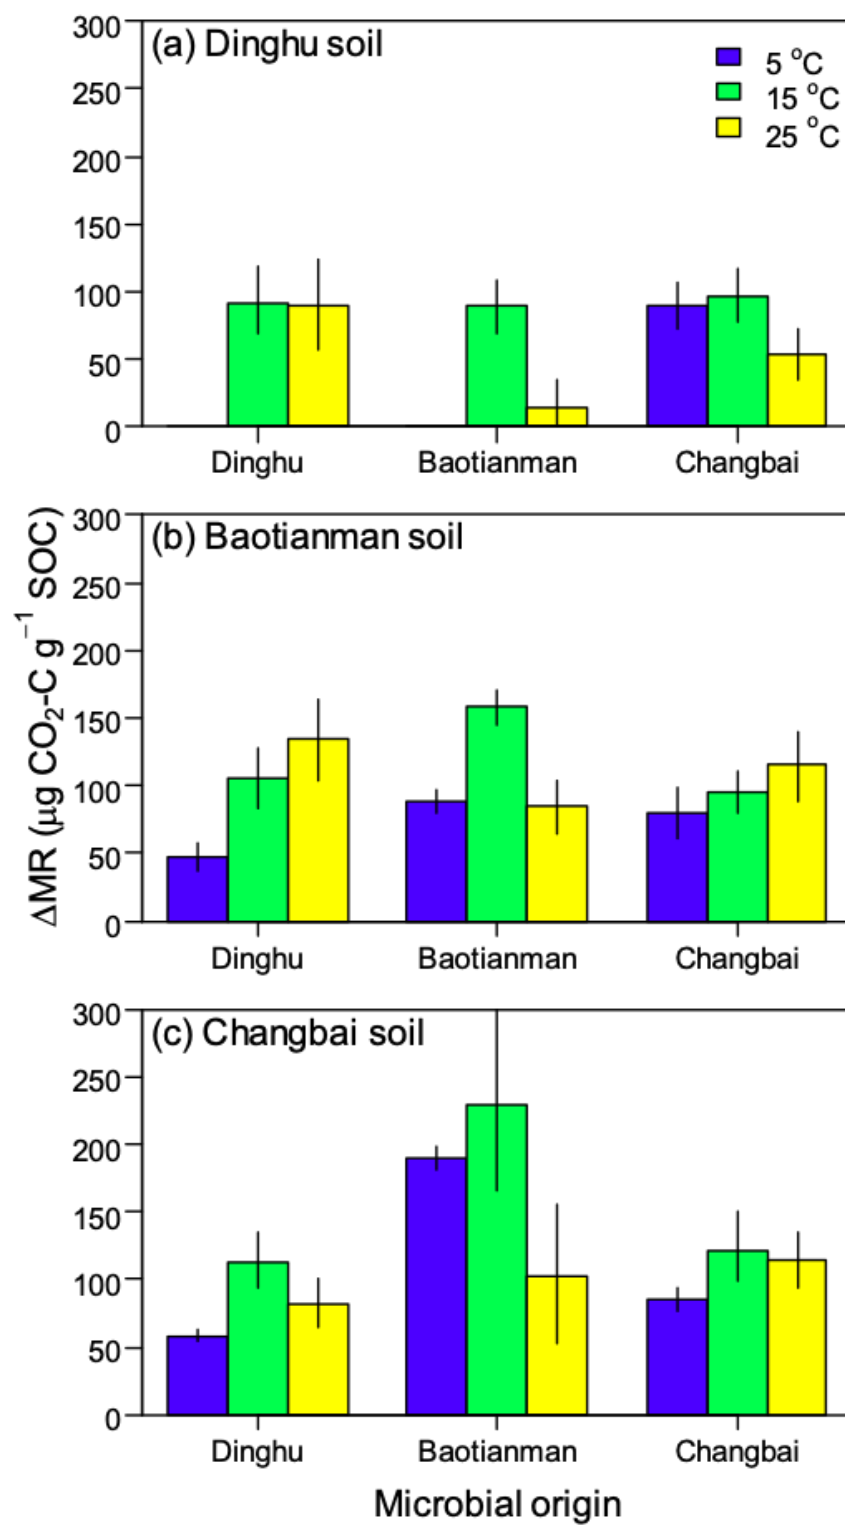 (a) Dinghu soil
5 °C
15 °C
25 °C
300
250
200
150
100
50
0
Dinghu Baotianman Changbai
ΔMR (μg CO₂-C g⁻¹ SOC)
(b) Baotianman soil
300
250
200
150
100
50
0
Dinghu Baotianman Changbai
(c) Changbai soil
300
250
200
150
100
50
0
Dinghu Baotianman Changbai
Microbial origin